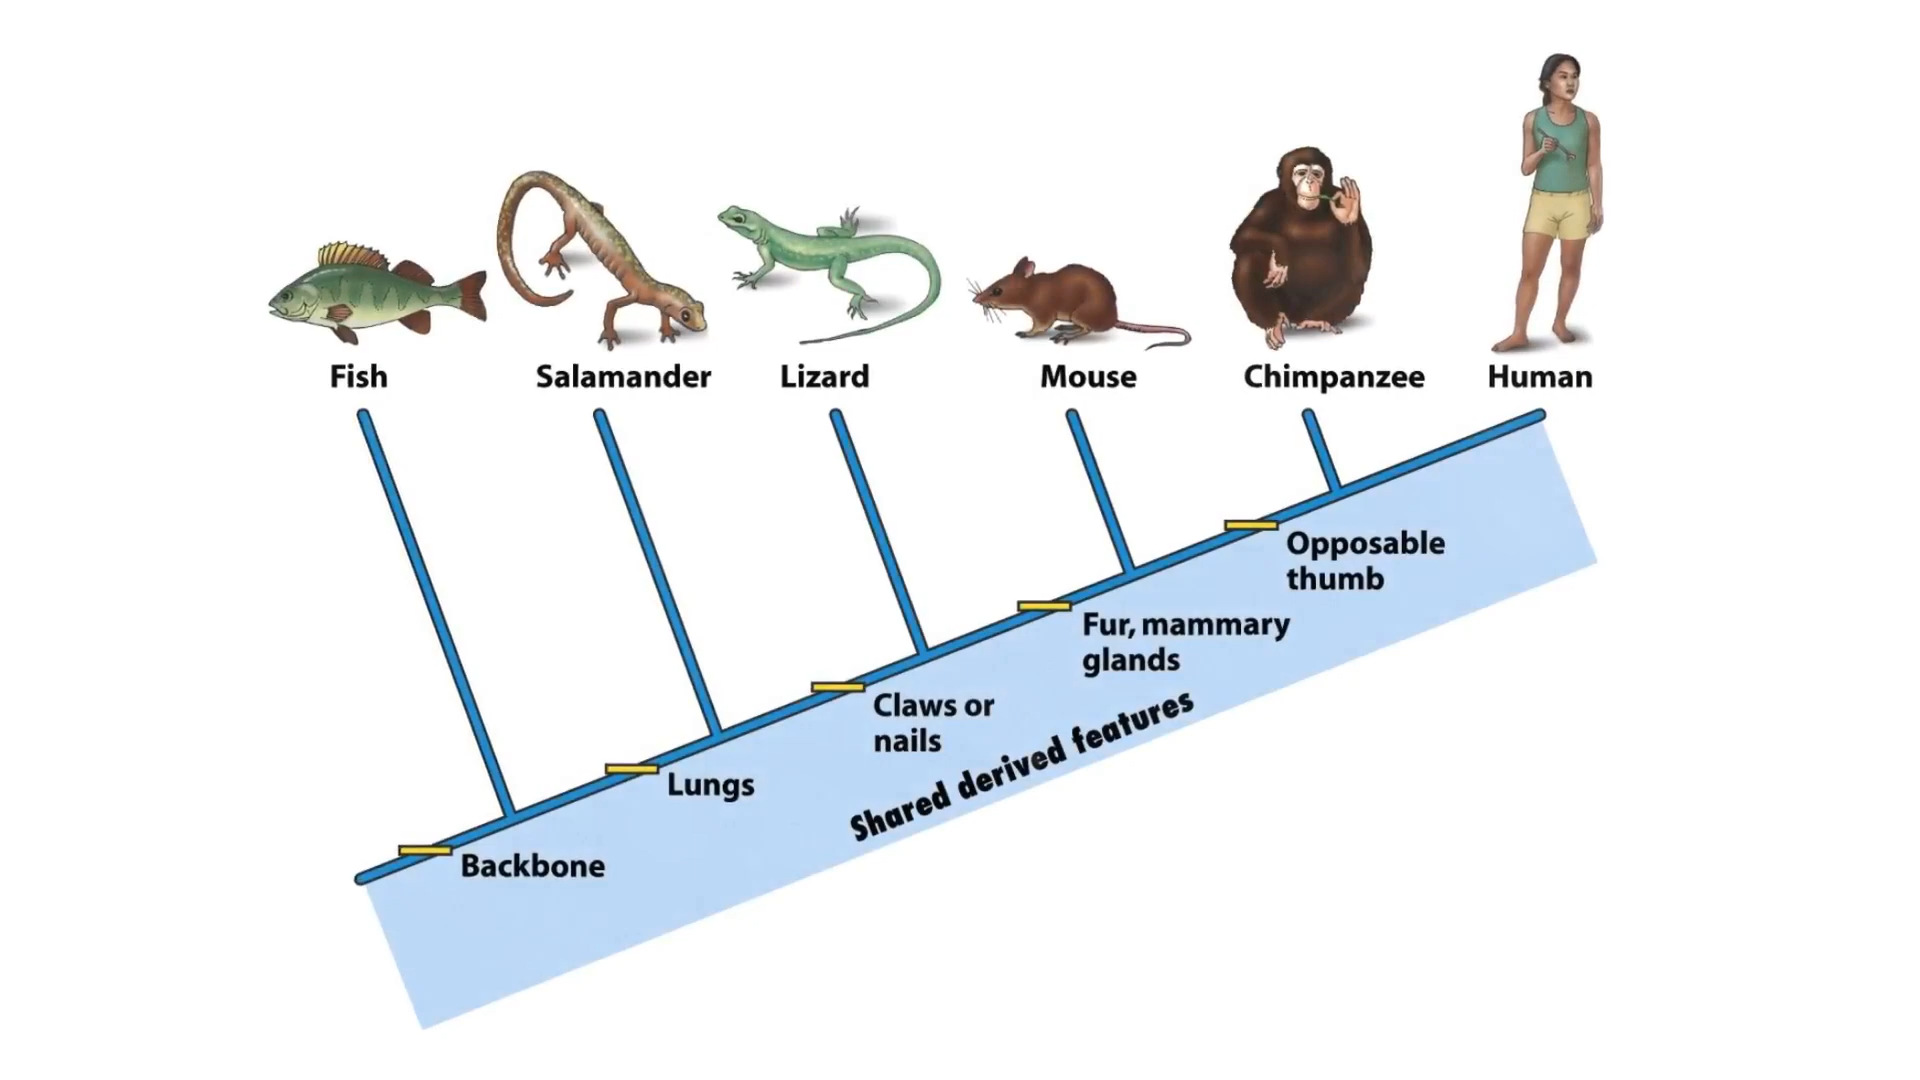 Fish
Salamander
Lizard
Mouse
Chimpanzee
Human
Opposable
thumb
Fur, mammary
glands
Claws or
nails
Shared derived features
Lungs
Backbone